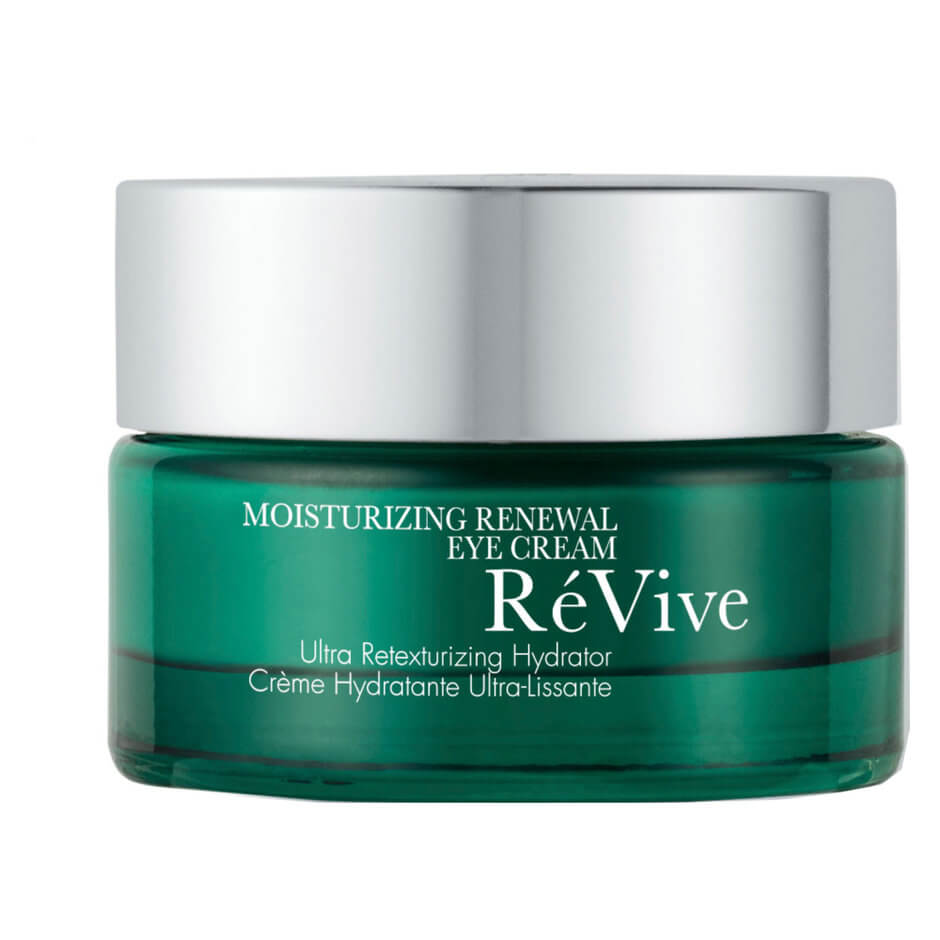 MOISTURIZING RENEWAL
EYE CREAM
RéVive
Ultra Retexturizing Hydrator
Crème Hydratante Ultra-Lissante